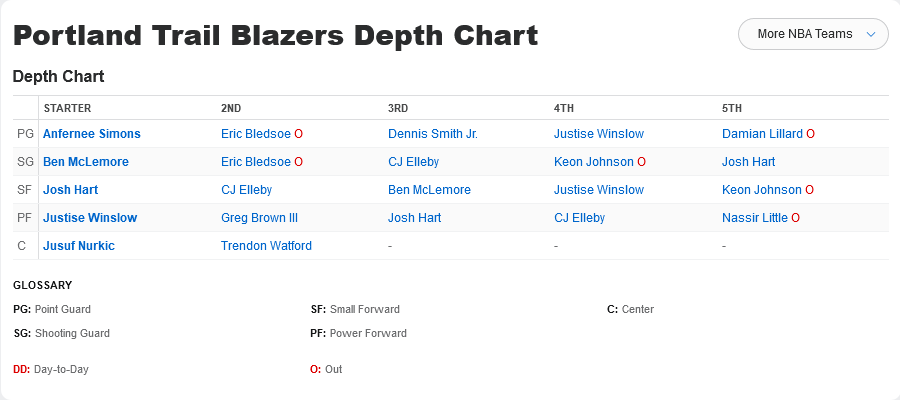 Portland Trail Blazers Depth Chart
More NBA Teams
Depth Chart
STARTER 2ND 3RD 4TH 5TH
PG Anfernee Simons Eric Bledsoe O Dennis Smith Jr. Justise Winslow Damian Lillard O
SG Ben McLemore Eric Bledsoe O CJ Elleby Keon Johnson O Josh Hart
SF Josh Hart CJ Elleby Ben McLemore Justise Winslow Keon Johnson O
PF Justise Winslow Greg Brown III Josh Hart CJ Elleby Nassir Little O
C Jusuf Nurkic Trendon Watford - - -
GLOSSARY
PG: Point Guard SF: Small Forward C: Center
SG: Shooting Guard PF: Power Forward
DD: Day-to-Day O: Out